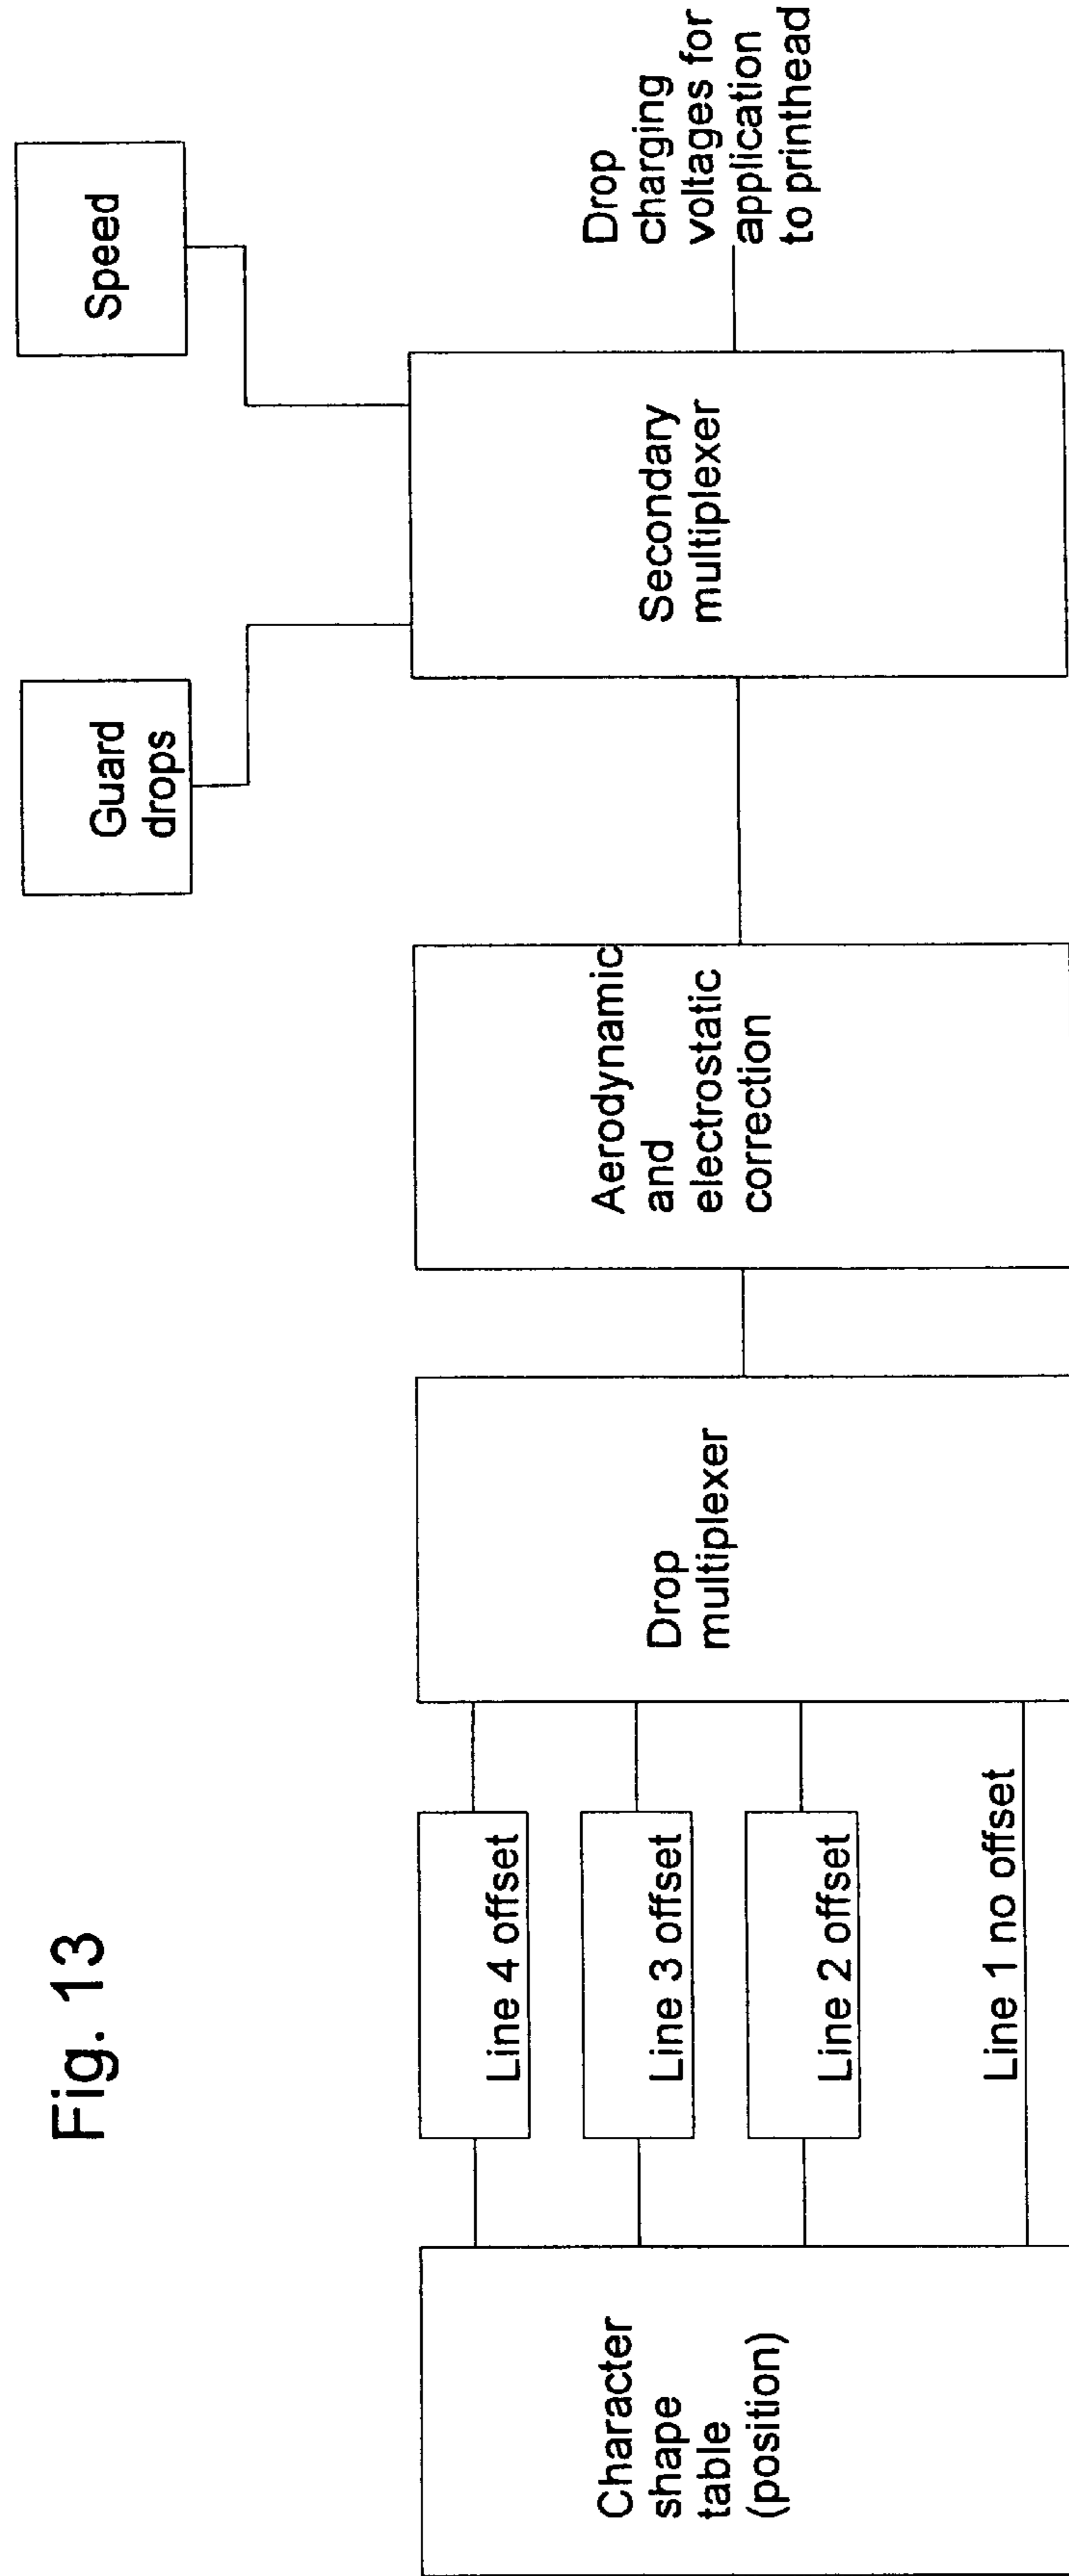 Fig. 13
Character
shape
table
(position)
Line 4 offset
Line 3 offset
Line 2 offset
Line 1 no offset
Drop
multiplexer
Aerodynamic
and
electrostatic
correction
Guard
drops
Speed
Secondary
multiplexer
Drop
charging
voltages for
application
to printhead